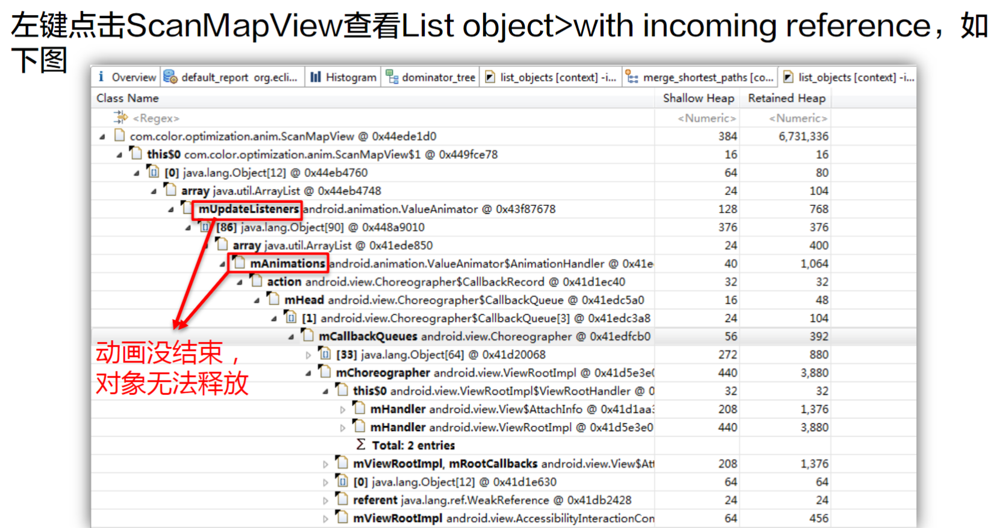 左键点击ScanMapView查看List object>with incoming reference，如
下图
Overview default_report org.ecli... Histogram dominator_tree list_objects [context] -i... merge_shortest_paths [co... list_objects [context] -i...
Class Name Shallow Heap Retained Heap
<Regex> <Numeric> <Numeric>
com.color.optimization.anim.ScanMapView @ 0x44ede1d0 384 6,731,336
this$0 com.color.optimization.anim.ScanMapView$1 @ 0x449fce78 16 16
[0] java.lang.Object[12] @ 0x44eb4760 64 80
array java.util.ArrayList @ 0x44eb4748 24 104
mUpdateListeners android.animation.ValueAnimator @ 0x43f87678 128 768
[86] java.lang.Object[90] @ 0x448a9010 376 376
array java.util.ArrayList @ 0x41ede850 24 400
mAnimations android.animation.ValueAnimator$AnimationHandler @ 0x41e 40 1,064
action android.view.Choreographer$CallbackRecord @ 0x41d1ec40 32 32
mHead android.view.Choreographer$CallbackQueue @ 0x41edc5a0 16 48
[1] android.view.Choreographer$CallbackQueue[3] @ 0x41edc3a8 24 104
mCallbackQueues android.view.Choreographer @ 0x41edfcb0 56 392
[33] java.lang.Object[64] @ 0x41d20068 272 880
mChoreographer android.view.ViewRootImpl @ 0x41d5e3e0 440 3,880
this$0 android.view.ViewRootImpl$ViewRootHandler @ 0 32 32
mHandler android.view.View$AttachInfo @ 0x41d1aa3 208 1,376
mHandler android.view.ViewRootImpl @ 0x41d5e3e0 440 3,880
Σ Total: 2 entries
mViewRootImpl, mRootCallbacks android.view.View$Att 208 1,376
[0] java.lang.Object[12] @ 0x41d1e630 64 64
referent java.lang.ref.WeakReference @ 0x41db2428 24 24
mViewRootImpl android.view.AccessibilityInteractionCon 64 456
动画没结束，
对象无法释放